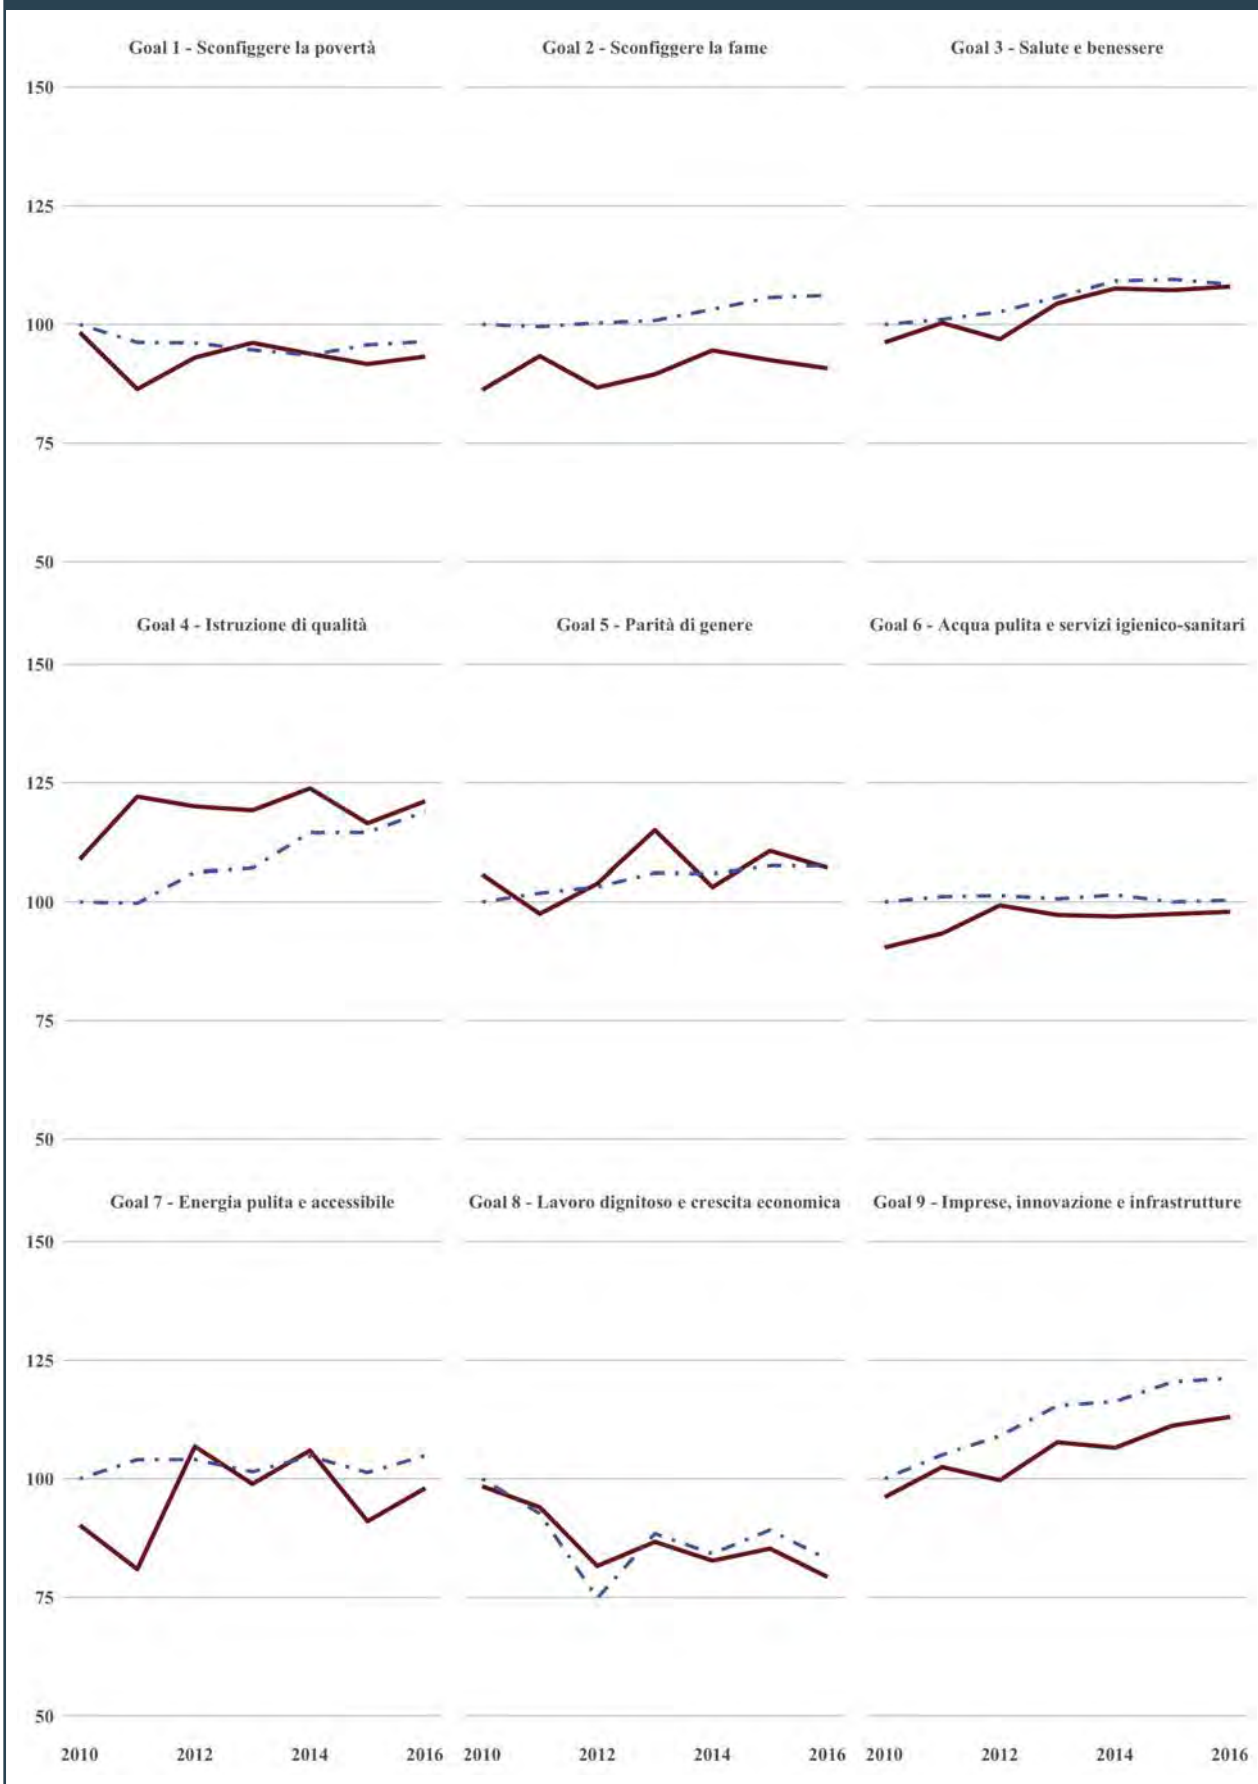 Goal 1 - Sconfiggere la povertà
Goal 2 - Sconfiggere la fame
Goal 3 - Salute e benessere
150
125
100
75
50
Goal 4 - Istruzione di qualità
Goal 5 - Parità di genere
Goal 6 - Acqua pulita e servizi igienico-sanitari
150
125
100
75
50
Goal 7 - Energia pulita e accessibile
Goal 8 - Lavoro dignitoso e crescita economica
Goal 9 - Imprese, innovazione e infrastrutture
150
125
100
75
50
2010 2012 2014 2016
2010 2012 2014 2016
2010 2012 2014 2016